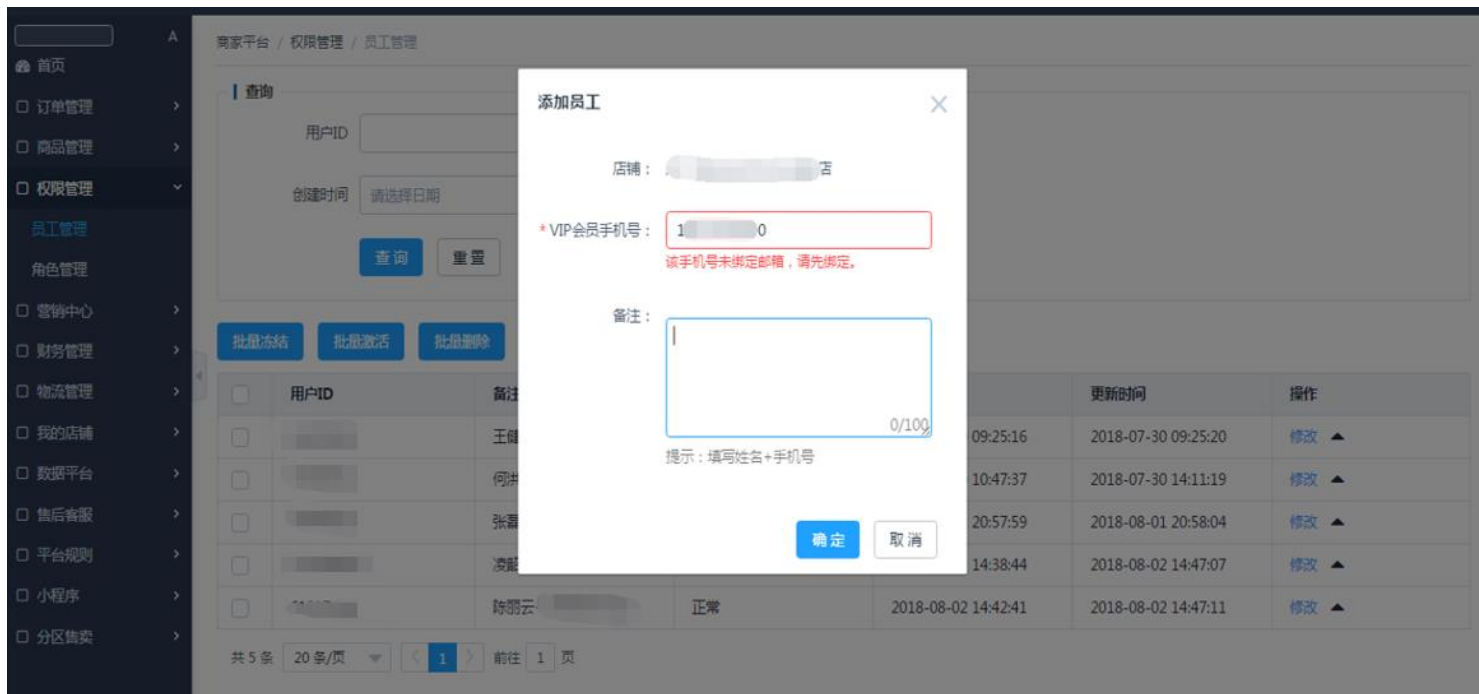 A
首页
订单管理
商品管理
权限管理
员工管理
角色管理
营销中心
财务管理
物流管理
我的店铺
数据平台
售后客服
平台规则
小程序
分区售卖
商家平台 / 权限管理 / 员工管理
查询
用户ID
创建时间 请选择日期
查询 重置
批量冻结 批量激活 批量删除
用户ID 备注 更新时间 操作
09:25:16 2018-07-30 09:25:20 修改
10:47:37 2018-07-30 14:11:19 修改
20:57:59 2018-08-01 20:58:04 修改
14:38:44 2018-08-02 14:47:07 修改
陈丽云 正常 2018-08-02 14:42:41 2018-08-02 14:47:11 修改
共 5 条 20 条/页 1 前往 1 页
添加员工
店铺： 店
* VIP会员手机号： 1 0
该手机号未绑定邮箱，请先绑定。
备注：
0/100
提示：填写姓名+手机号
确定 取消